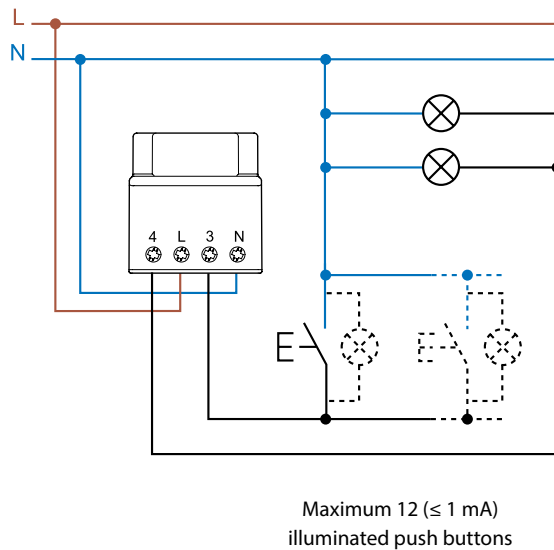 L
N
4 L 3 N
Maximum 12 (≤ 1 mA)
illuminated push buttons